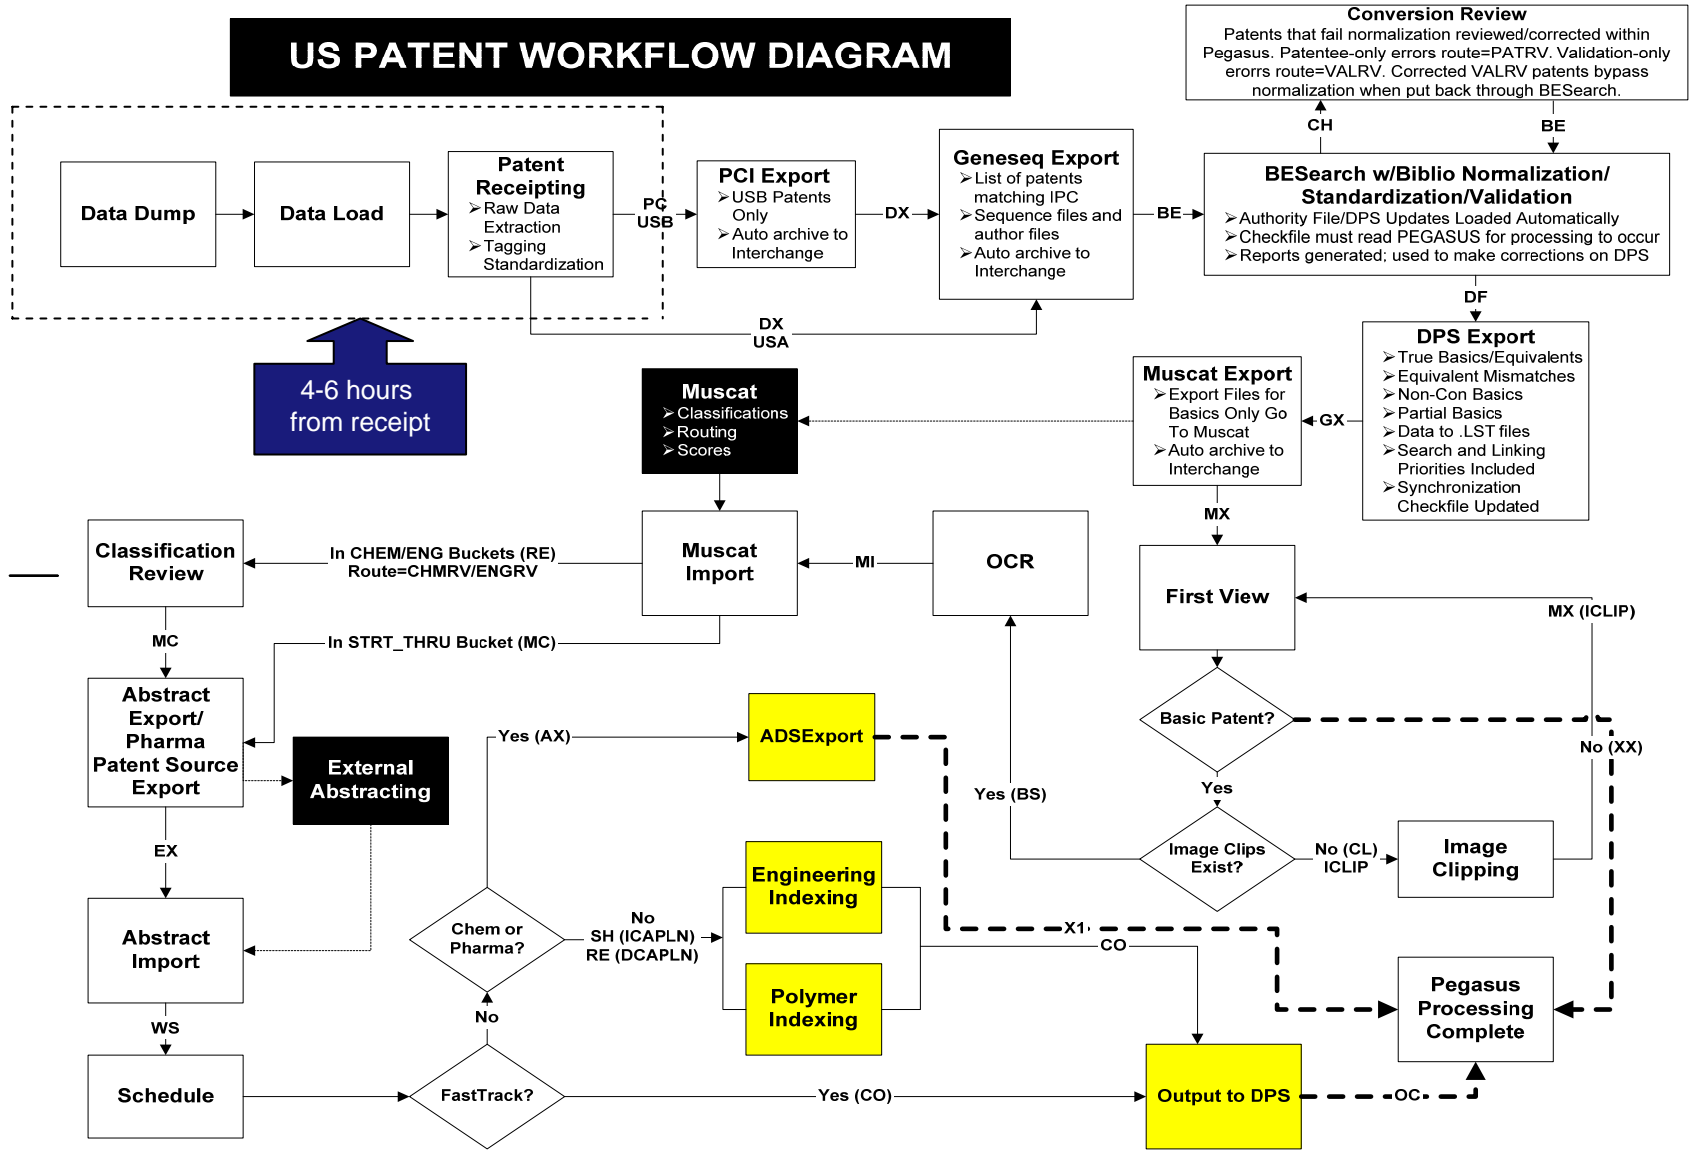 US PATENT WORKFLOW DIAGRAM
Conversion Review
Patents that fail normalization reviewed/corrected within
Pegasus. Patentee-only errors route=PATRV. Validation-only
erorrs route=VALRV. Corrected VALRV patents bypass
normalization when put back through BESearch.
CH
BE
Data Dump
Data Load
Patent
Receipting
Raw Data
Extraction
Tagging
Standardization
PC
USB
PCI Export
USB Patents
Only
Auto archive to
Interchange
DX
Geneseq Export
List of patents
matching IPC
Sequence files and
author files
Auto archive to
Interchange
BE
BESearch w/Biblio Normalization/
Standardization/Validation
Authority File/DPS Updates Loaded Automatically
Checkfile must read PEGASUS for processing to occur
Reports generated; used to make corrections on DPS
DX
USA
DF
4-6 hours
from receipt
DPS Export
True Basics/Equivalents
Equivalent Mismatches
Non-Con Basics
Partial Basics
Data to .LST files
Search and Linking
Priorities Included
Synchronization
Checkfile Updated
GX
Muscat Export
Export Files for
Basics Only Go
To Muscat
Auto archive to
Interchange
Muscat
Classifications
Routing
Scores
MX
Classification
Review
In CHEM/ENG Buckets (RE)
Route=CHMRV/ENGRV
Muscat
Import
MI
OCR
First View
MX (ICLIP)
MC
In STRT_THRU Bucket (MC)
Abstract
Export/
Pharma
Patent Source
Export
External
Abstracting
Yes (AX)
ADSExport
Basic Patent?
No (XX)
Yes
Yes (BS)
Image Clips
Exist?
No (CL)
ICLIP
Image
Clipping
EX
Engineering
Indexing
Abstract
Import
Chem or
Pharma?
No
SH (ICAPLN)
RE (DCAPLN)
X1
CO
Polymer
Indexing
Pegasus
Processing
Complete
WS
No
Schedule
FastTrack?
Yes (CO)
Output to DPS
OC